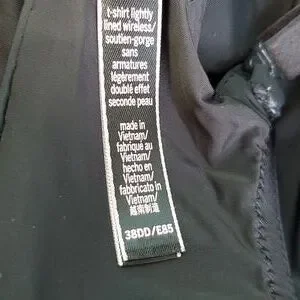 t-shirt lightly
lined wireless/
soutien-gorge
sans
armatures
légèrement
doublé effet
seconde peau
made in
Vietnam/
fabriqué au
Vietnam/
hecho en
Vietnam/
fabbricato in
Vietnam/
越南制造
38DD/E85